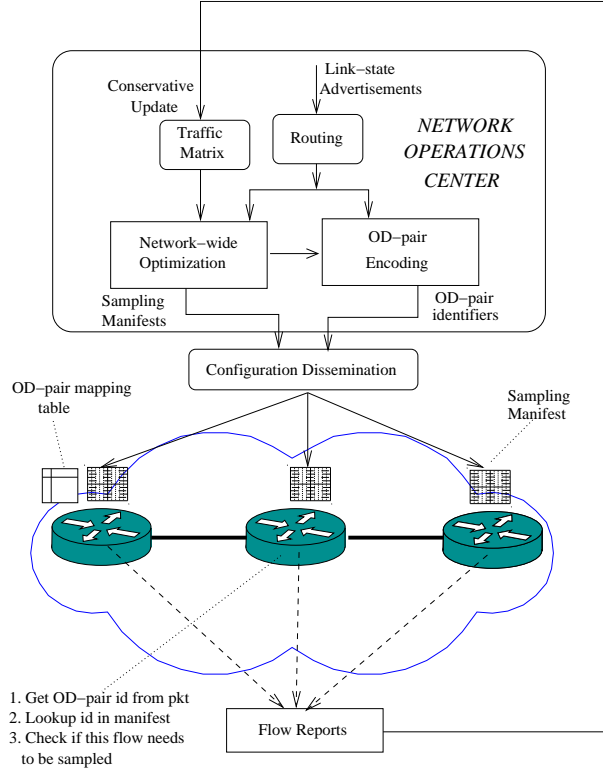 Link−state
Advertisements
Conservative
Update
Traffic
Matrix
Routing
NETWORK
OPERATIONS
CENTER
Network−wide
Optimization
OD−pair
Encoding
Sampling
Manifests
OD−pair
identifiers
Configuration Dissemination
OD−pair mapping
table
Sampling
Manifest
1. Get OD−pair id from pkt
2. Lookup id in manifest
3. Check if this flow needs
to be sampled
Flow Reports